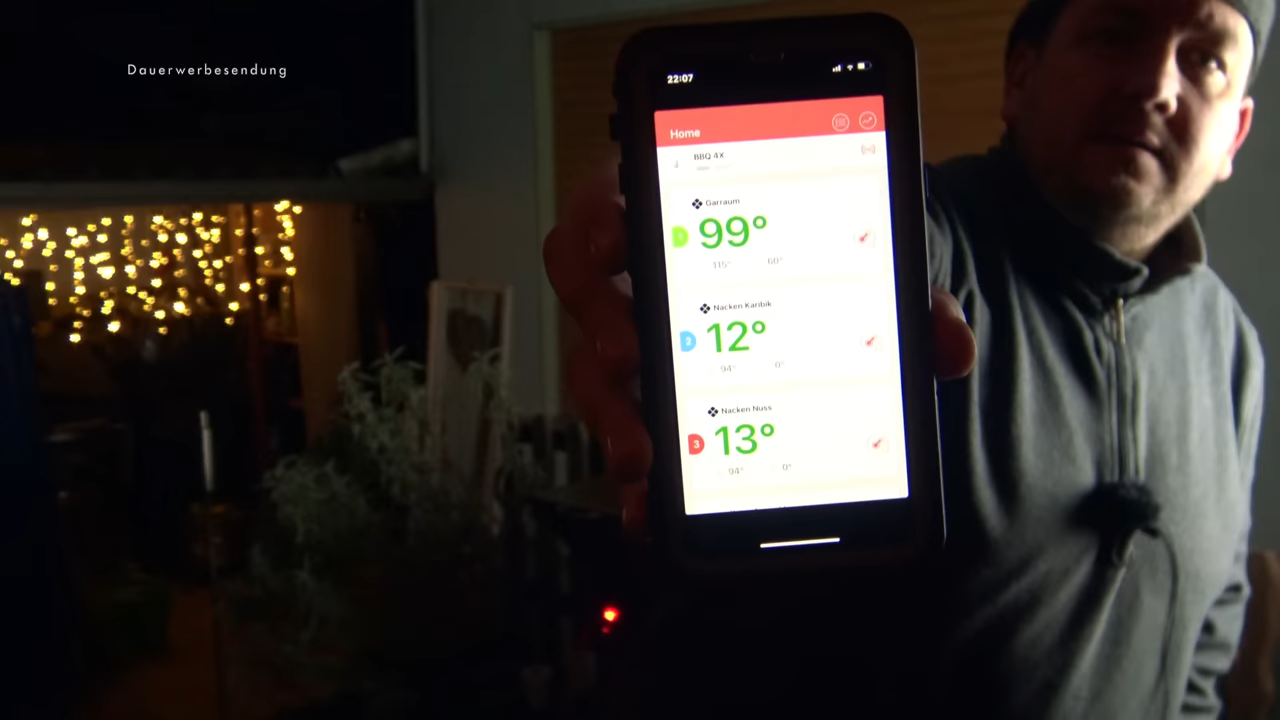 Dauerwerbesendung
22:07
Home
BBQ 4X
Garraum
1
99°
115° 60°
Nacken Karibik
2
12°
94° 0°
Nacken Nuss
3
13°
94° 0°